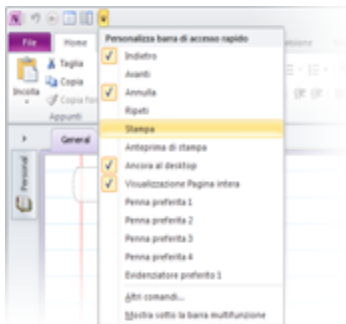 File
Home
Personalizza barra di accesso rapido
Indietro
Avanti
Annulla
Ripeti
Stampa
Anteprima di stampa
Ancora al desktop
Visualizzazione Pagina intera
Penna preferita 1
Penna preferita 2
Penna preferita 3
Penna preferita 4
Evidenziatore preferito 1
Altri comandi...
Mostra sotto la barra multifunzione
Incolla
Taglia
Copia
Copia
Appunti
General
Personal